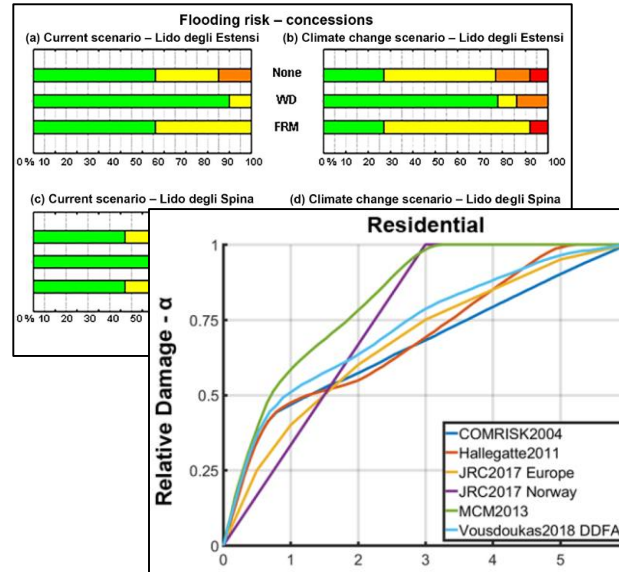 Flooding risk – concessions
(a) Current scenario – Lido degli Estensi
(b) Climate change scenario – Lido degli Estensi
None
WD
FRM
0 % 10 20 30 40 50 60 70 80 90 100
0 % 10 20 30 40 50 60 70 80 90 100
(c) Current scenario – Lido degli Spina
(d) Climate change scenario – Lido degli Spina
0 % 10 20 30 40 50
Residential
Relative Damage - α
1
0.75
0.5
0.25
0
0 1 2 3 4 5
COMRISK2004
Hallegatte2011
JRC2017 Europe
JRC2017 Norway
MCM2013
Vousdoukas2018 DDFA